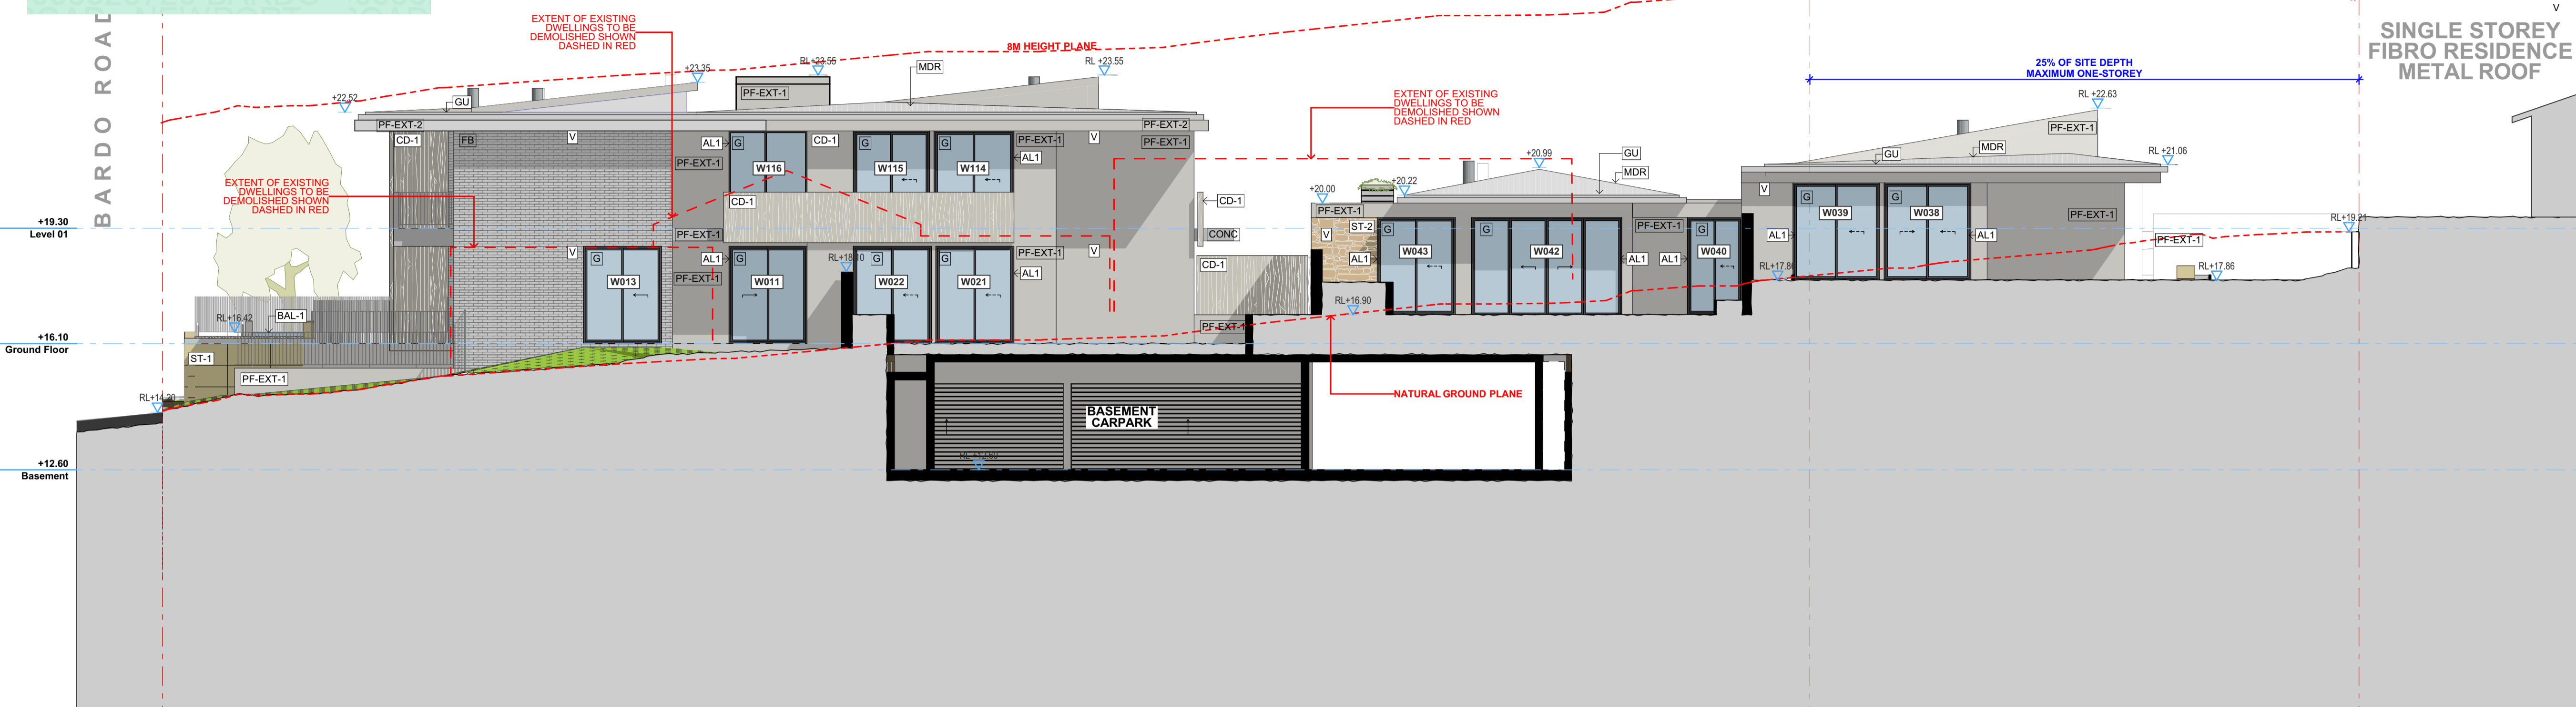 BARDO ROAD
EXTENT OF EXISTING
DWELLINGS TO BE
DEMOLISHED SHOWN
DASHED IN RED
8M HEIGHT PLANE
V
SINGLE STOREY
FIBRO RESIDENCE
METAL ROOF
25% OF SITE DEPTH
MAXIMUM ONE-STOREY
+22.52
GU
+23.35
RL +23.55
PF-EXT-1
MDR
RL +23.55
EXTENT OF EXISTING
DWELLINGS TO BE
DEMOLISHED SHOWN
DASHED IN RED
RL +22.63
PF-EXT-1
PF-EXT-2
CD-1
FB
V
AL1
G
W116
CD-1
G
W115
G
W114
PF-EXT-1
AL1
V
PF-EXT-2
PF-EXT-1
PF-EXT-1
+20.99
GU
MDR
GU
MDR
RL +21.06
EXTENT OF EXISTING
DWELLINGS TO BE
DEMOLISHED SHOWN
DASHED IN RED
CD-1
CD-1
+20.00
+20.22
PF-EXT-1
V
G
W039
G
W038
PF-EXT-1
RL+19.21
+19.30
Level 01
PF-EXT-1
CONC
V
ST-2
G
W043
G
W042
PF-EXT-1
G
W040
AL1
AL1
PF-EXT-1
V
G
W013
AL1
PF-EXT-1
G
W011
RL+18.10
G
W022
G
W021
PF-EXT-1
AL1
V
CD-1
AL1
AL1
AL1
RL+17.86
RL+16.42
BAL-1
RL+16.90
PF-EXT-1
+16.10
Ground Floor
ST-1
PF-EXT-1
RL+14.20
NATURAL GROUND PLANE
BASEMENT
CARPARK
+12.60
Basement